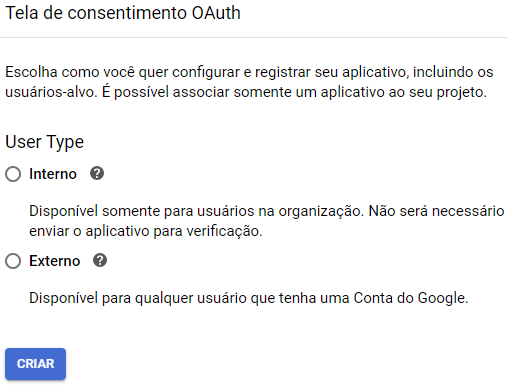 Tela de consentimento OAuth
Escolha como você quer configurar e registrar seu aplicativo, incluindo os
usuários-alvo. É possível associar somente um aplicativo ao seu projeto.
User Type
Interno ?
Disponível somente para usuários na organização. Não será necessário
enviar o aplicativo para verificação.
Externo ?
Disponível para qualquer usuário que tenha uma Conta do Google.
CRIAR